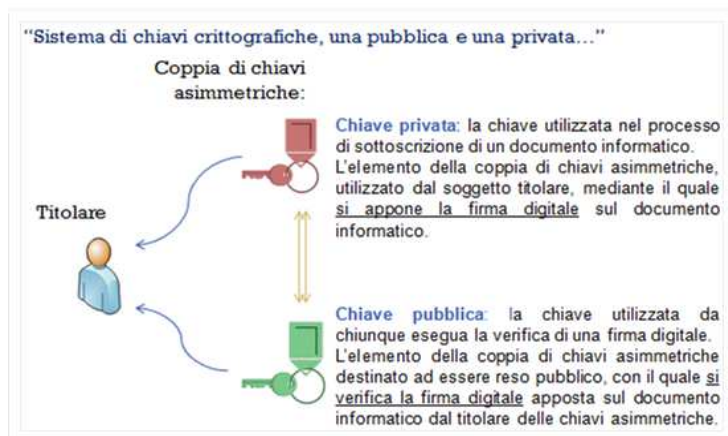 “Sistema di chiavi crittografiche, una pubblica e una privata…”
Coppia di chiavi
asimmetriche:
Chiave privata: la chiave utilizzata nel processo
di sottoscrizione di un documento informatico.
L'elemento della coppia di chiavi asimmetriche,
utilizzato dal soggetto titolare, mediante il quale
si appone la firma digitale sul documento
informatico.
Titolare
Chiave pubblica: la chiave utilizzata da
chiunque esegua la verifica di una firma digitale.
L'elemento della coppia di chiavi asimmetriche
destinato ad essere reso pubblico, con il quale si
verifica la firma digitale apposta sul documento
informatico dal titolare delle chiavi asimmetriche.